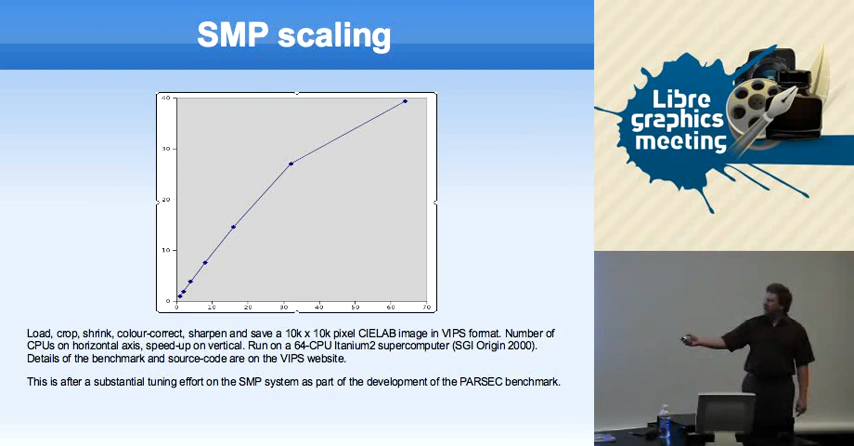 SMP scaling
40
30
20
10
0
0 10 20 30 40 50 60 70
Load, crop, shrink, colour-correct, sharpen and save a 10k x 10k pixel CIELAB image in VIPS format. Number of
CPUs on horizontal axis, speed-up on vertical. Run on a 64-CPU Itanium2 supercomputer (SGI Origin 2000).
Details of the benchmark and source-code are on the VIPS website.
This is after a substantial tuning effort on the SMP system as part of the development of the PARSEC benchmark.
Libre
graphics
meeting